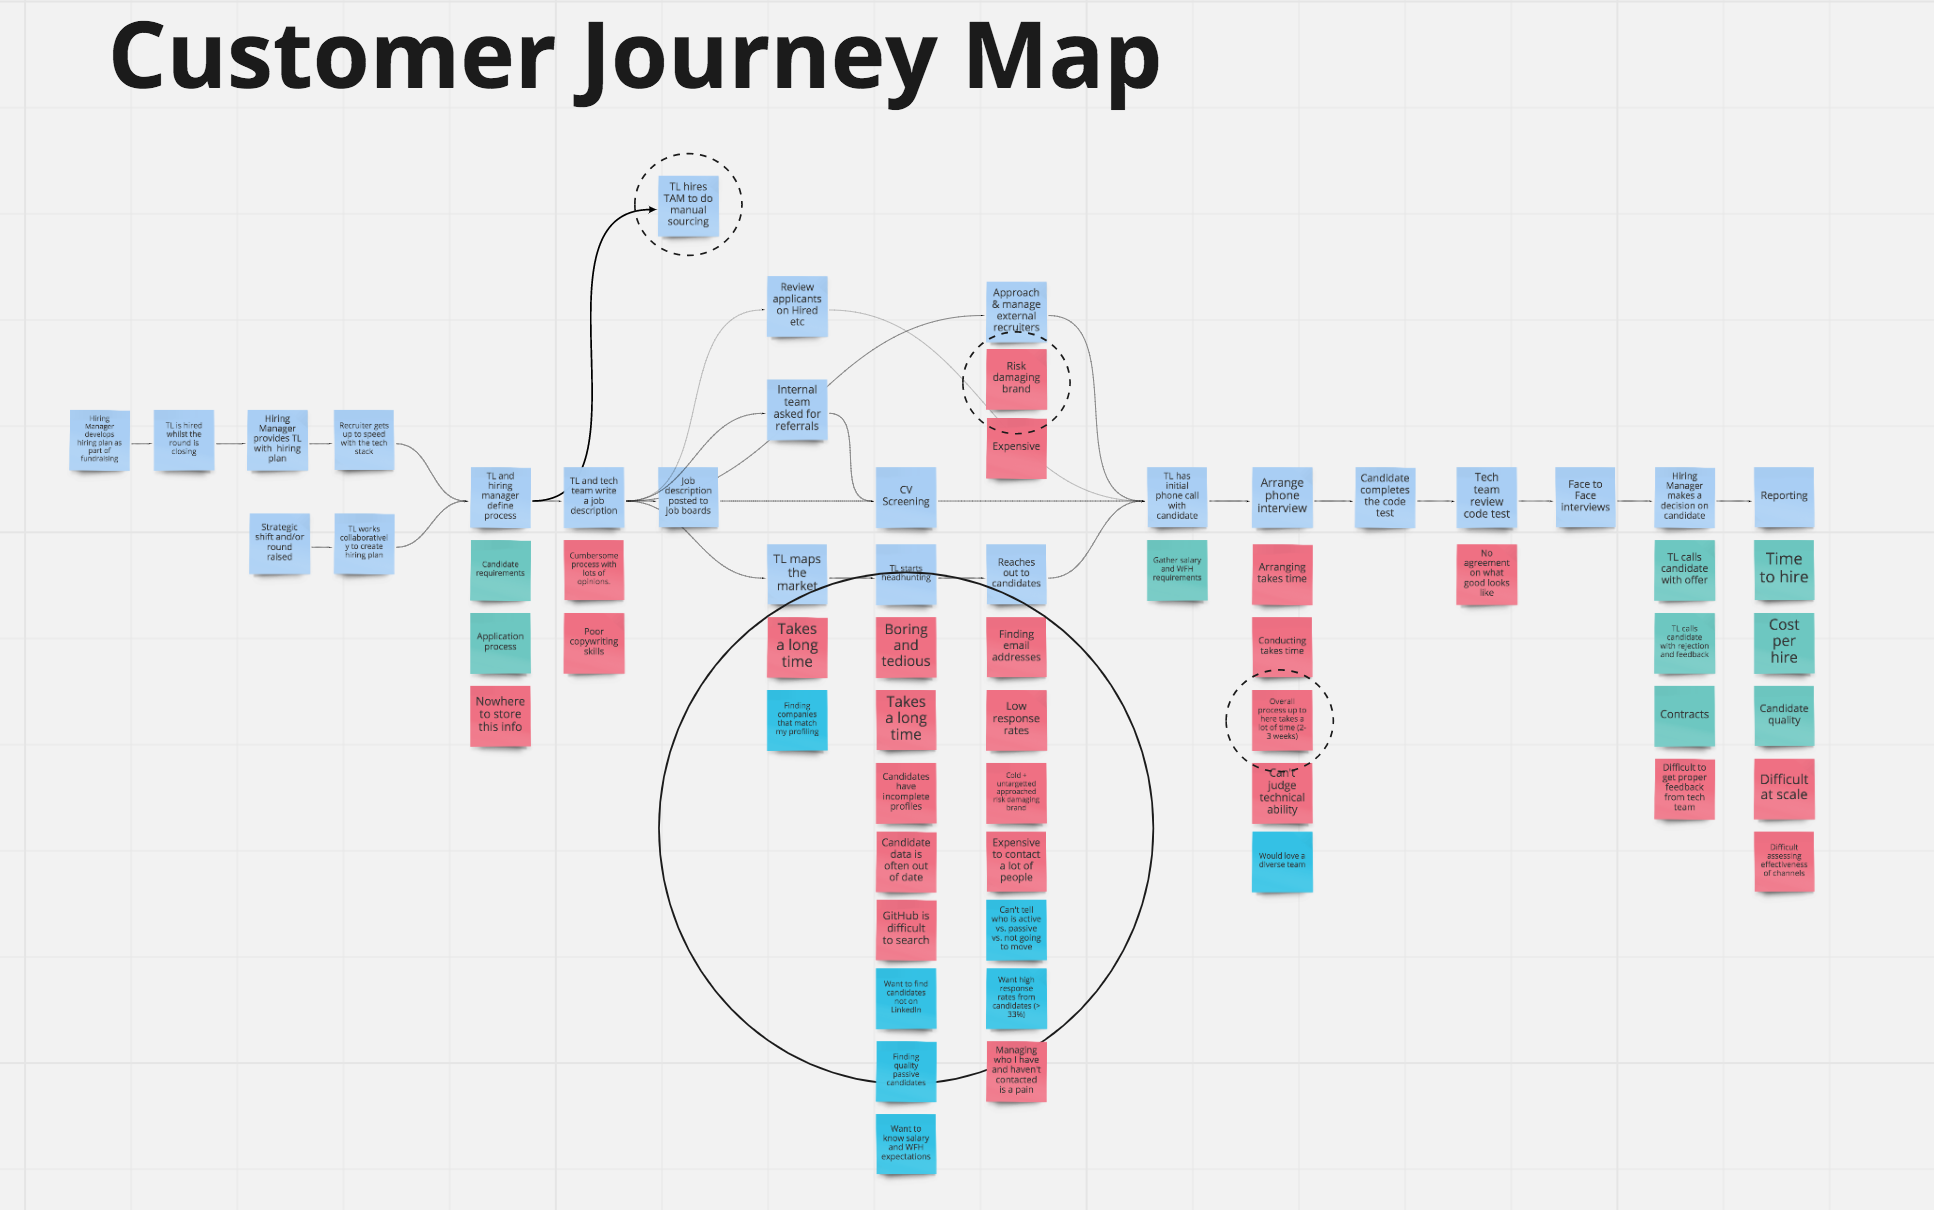 Customer Journey Map
TL hires
TAM to do
manual
sourcing
Review
applicants
on Hired
etc
Approach
& manage
external
recruiters
Risk
damaging
brand
Expensive
Internal
team
asked for
referrals
Hiring
Manager
develops
hiring plan as
part of
fundraising
TL is hired
whilst the
round is
closing
Hiring
Manager
provides TL
with hiring
plan
Recruiter gets
up to speed
with the tech
stack
Strategic
shift and/or
round
raised
TL works
collaborativel
y to create
hiring plan
TL and
hiring
manager
define
process
Candidate
requirements
Application
process
Nowhere
to store
this info
TL and tech
team write
a job
description
Cumbersome
process with
lots of
opinions.
Poor
copywriting
skills
Job
description
posted to
job boards
CV
Screening
TL maps
the
market
Takes
a long
time
Finding
companies
that match
my profiling
TL starts
headhunting
Boring
and
tedious
Takes
a long
time
Candidates
have
incomplete
profiles
Candidate
data is
often out
of date
GitHub is
difficult
to search
Want to find
candidates
not on
LinkedIn
Finding
quality
passive
candidates
Want to
know salary
and WFH
expectations
Reaches
out to
candidates
Finding
email
addresses
Low
response
rates
Cold +
untargetted
approached
risk damaging
brand
Expensive
to contact
a lot of
people
Can't tell
who is active
vs. passive
vs. not going
to move
Want high
response
rates from
candidates (>
33%)
Managing
who I have
and haven't
contacted
is a pain
TL has
initial
phone call
with
candidate
Gather salary
and WFH
requirements
Arrange
phone
interview
Arranging
takes time
Conducting
takes time
Overall
process up to
here takes a
lot of time (2-
3 weeks)
Can't
judge
technical
ability
Would love a
diverse team
Candidate
completes
the code
test
Tech
team
review
code test
No
agreement
on what
good looks
like
Face to
Face
interviews
Hiring
Manager
makes a
decision on
candidate
TL calls
candidate
with offer
TL calls
candidate
with rejection
and feedback
Contracts
Difficult to
get proper
feedback
from tech
team
Reporting
Time
to hire
Cost
per
hire
Candidate
quality
Difficult
at scale
Difficult
assessing
effectiveness
of channels